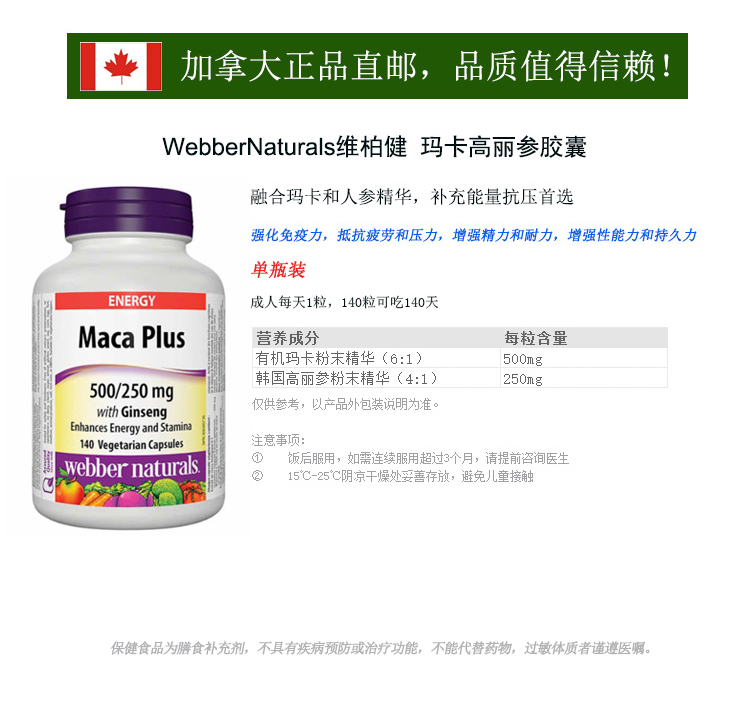 加拿大正品直邮，品质值得信赖！
WebberNaturals维柏健 玛卡高丽参胶囊
融合玛卡和人参精华，补充能量抗压首选
强化免疫力，抵抗疲劳和压力，增强精力和耐力，增强性能力和持久力
单瓶装
成人每天1粒，140粒可吃140天
营养成分 每粒含量
有机玛卡粉末精华（6:1） 500mg
韩国高丽参粉末精华（4:1） 250mg
仅供参考，以产品外包装说明为准。
注意事项：
① 饭后服用，如需连续服用超过3个月，请提前咨询医生
② 15℃-25℃阴凉干燥处妥善存放，避免儿童接触
ENERGY
Maca Plus
500/250 mg
with Ginseng
Enhances Energy and Stamina
140 Vegetarian Capsules
webber naturals.
保健食品为膳食补充剂，不具有疾病预防或治疗功能，不能代替药物，过敏体质者谨遵医嘱。